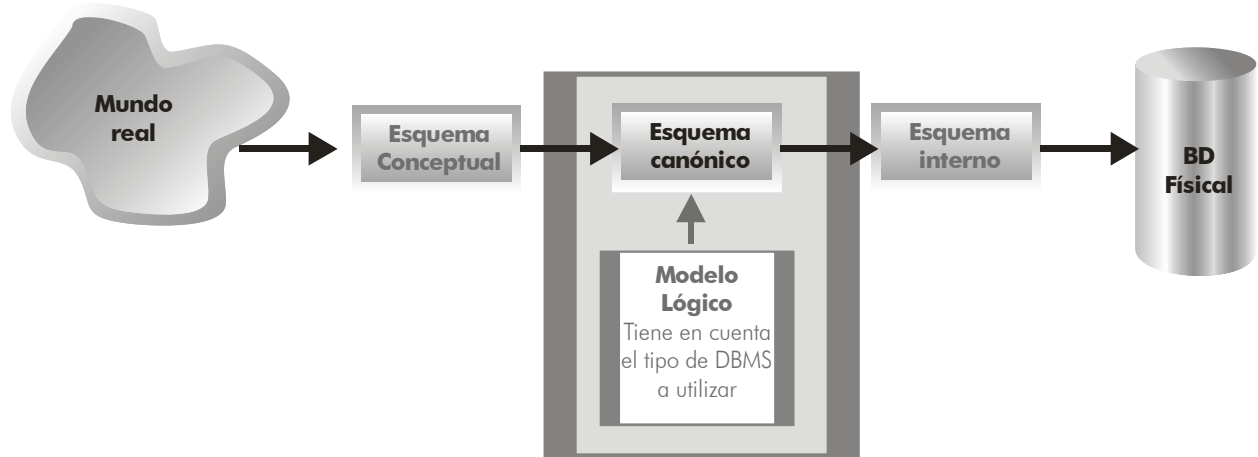 Mundo
real
Esquema
Conceptual
Esquema
canónico
Esquema
interno
BD
Físical
Modelo
Lógico
Tiene en cuenta
el tipo de DBMS
a utilizar